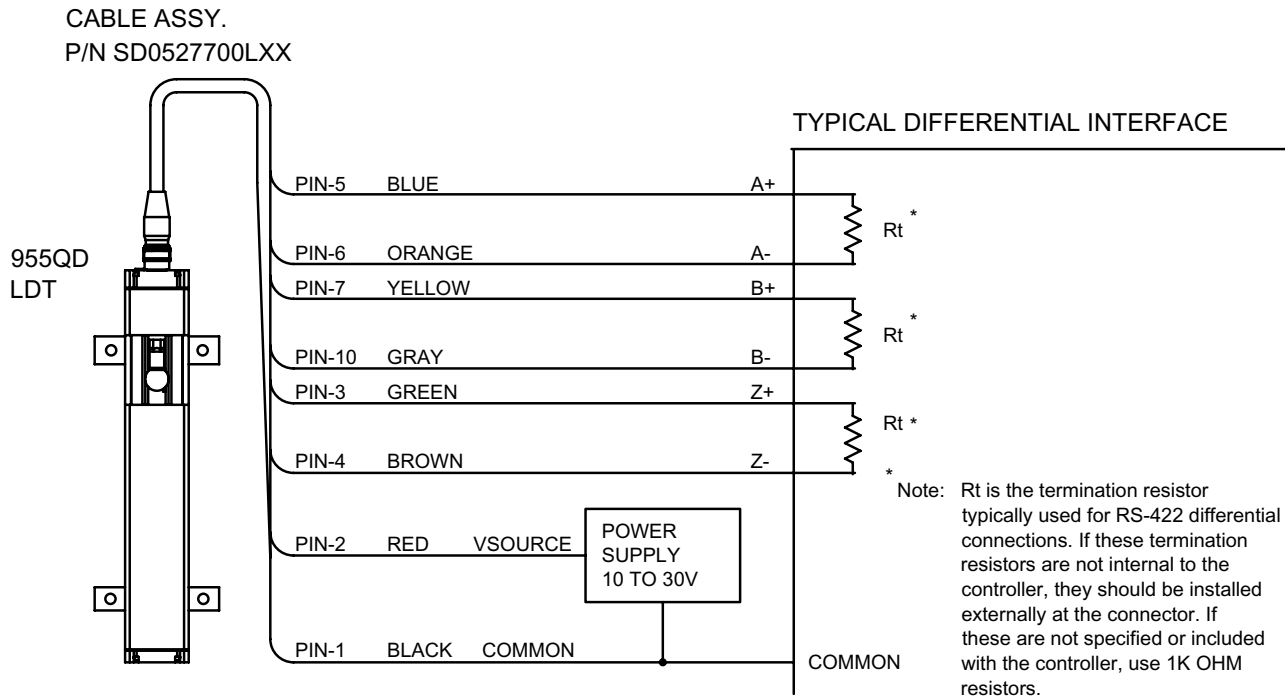 CABLE ASSY.
P/N SD0527700LXX
TYPICAL DIFFERENTIAL INTERFACE
955QD
LDT
PIN-5 BLUE A+
Rt *
PIN-6 ORANGE A-
PIN-7 YELLOW B+
Rt *
PIN-10 GRAY B-
PIN-3 GREEN Z+
Rt *
PIN-4 BROWN Z-
*
Note: Rt is the termination resistor
typically used for RS-422 differential
connections. If these termination
resistors are not internal to the
controller, they should be installed
externally at the connector. If
these are not specified or included
with the controller, use 1K OHM
resistors.
PIN-2 RED VSOURCE
POWER
SUPPLY
10 TO 30V
PIN-1 BLACK COMMON
COMMON